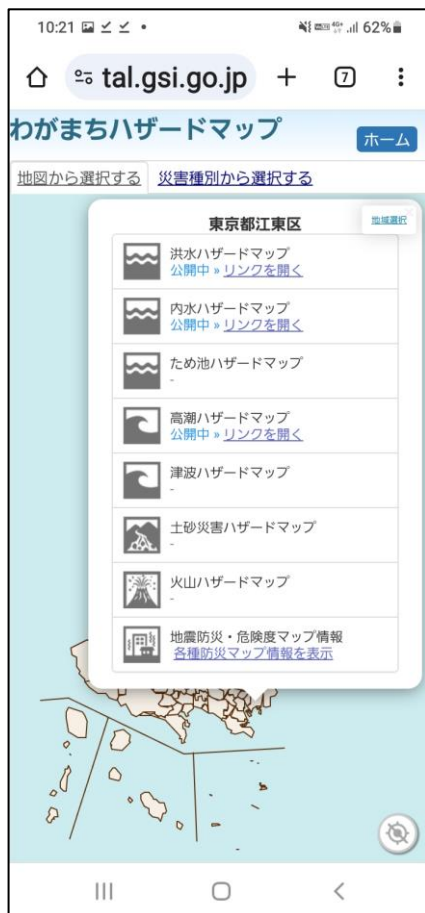 10:21
62%
tal.gsi.go.jp
7
わがまちハザードマップ
ホーム
地図から選択する 災害種別から選択する
東京都江東区
地域選択
洪水ハザードマップ
公開中 » リンクを開く
内水ハザードマップ
公開中 » リンクを開く
ため池ハザードマップ
-
高潮ハザードマップ
公開中 » リンクを開く
津波ハザードマップ
-
土砂災害ハザードマップ
-
火山ハザードマップ
-
地震防災・危険度マップ情報
各種防災マップ情報を表示